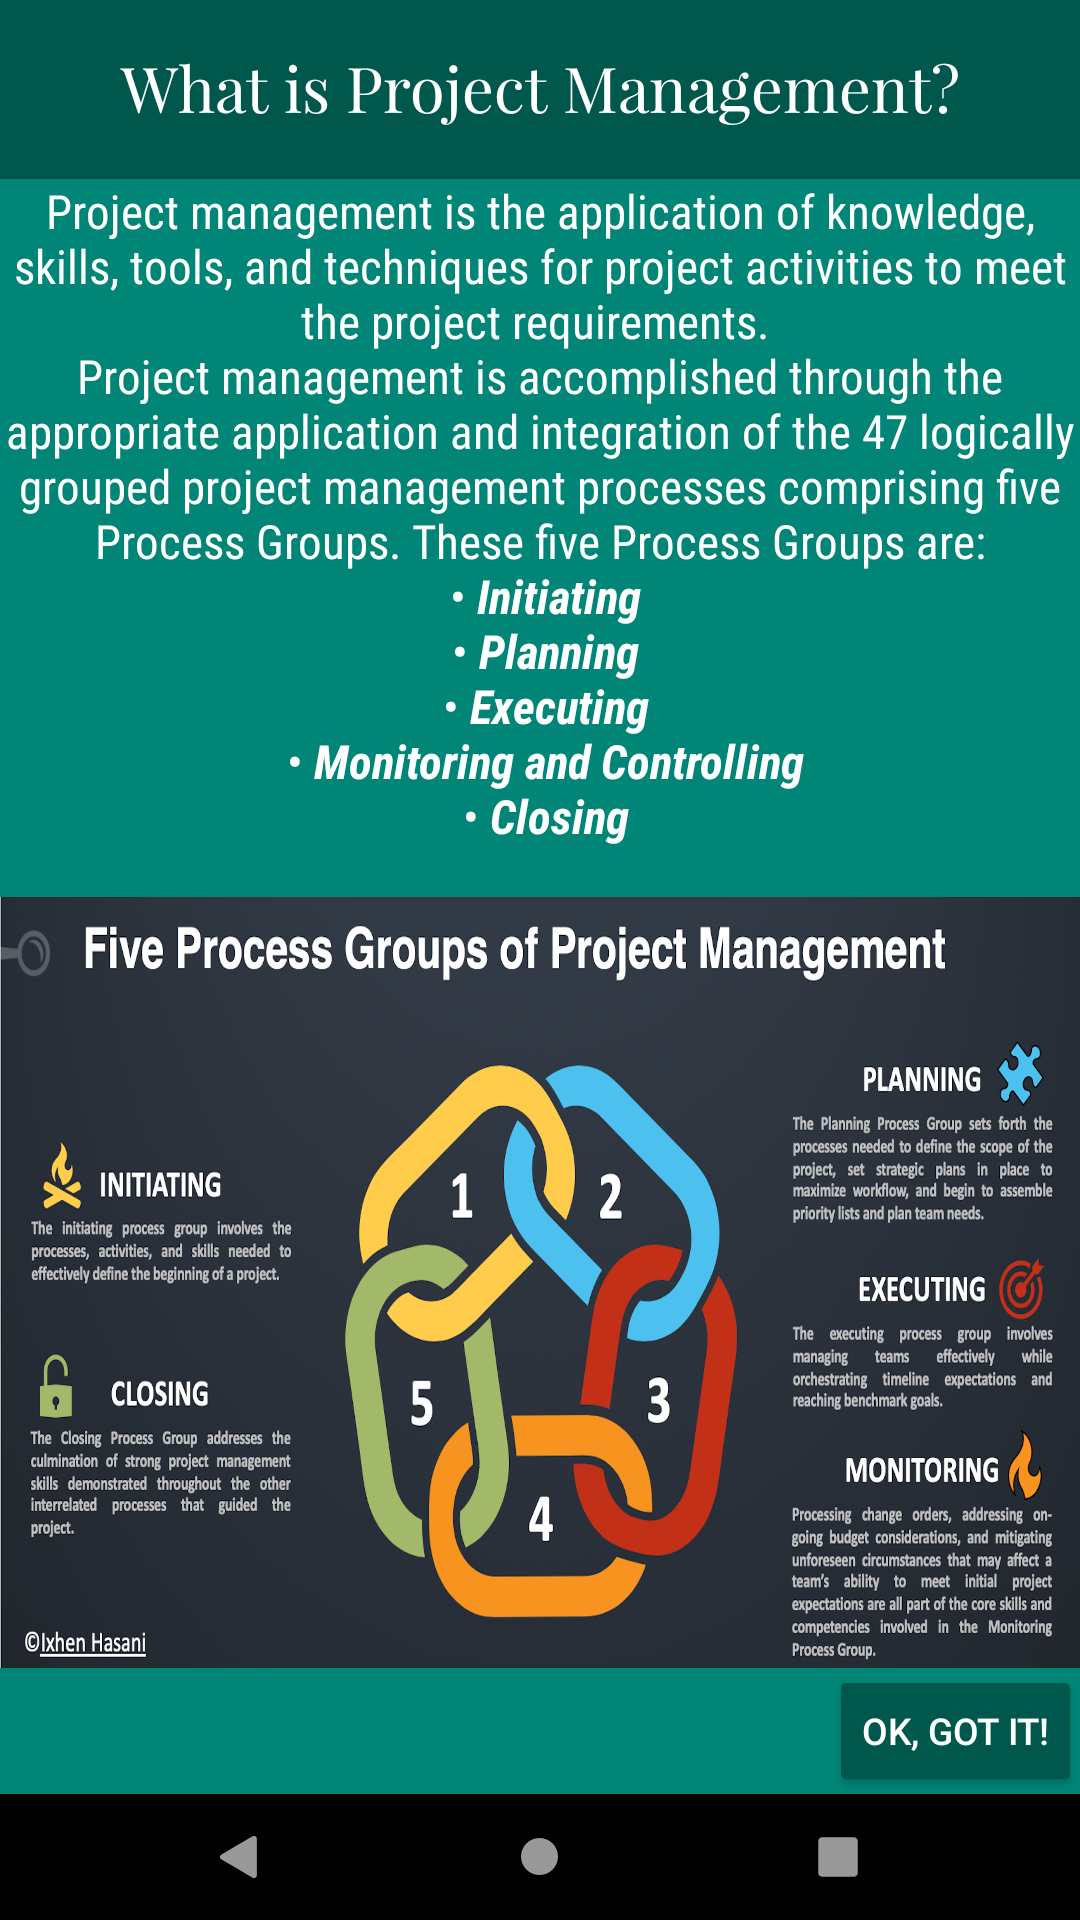 What is Project Management?
Project management is the application of knowledge,
skills, tools, and techniques for project activities to meet
the project requirements.
Project management is accomplished through the
appropriate application and integration of the 47 logically
grouped project management processes comprising five
Process Groups. These five Process Groups are:
• Initiating
• Planning
• Executing
• Monitoring and Controlling
• Closing
Five Process Groups of Project Management
INITIATING
The initiating process group involves the
processes, activities, and skills needed to
effectively define the beginning of a project.
CLOSING
The Closing Process Group addresses the
culmination of strong project management
skills demonstrated throughout the other
interrelated processes that guided the
project.
1
2
3
4
5
PLANNING
The Planning Process Group sets forth the
processes needed to define the scope of the
project, set strategic plans in place to
maximize workflow, and begin to assemble
priority lists and plan team needs.
EXECUTING
The executing process group involves
managing teams effectively while
orchestrating timeline expectations and
reaching benchmark goals.
MONITORING
Processing change orders, addressing on-
going budget considerations, and mitigating
unforeseen circumstances that may affect a
team's ability to meet initial project
expectations are all part of the core skills and
competencies involved in the Monitoring
Process Group.
©Ixhen Hasani
OK, GOT IT!